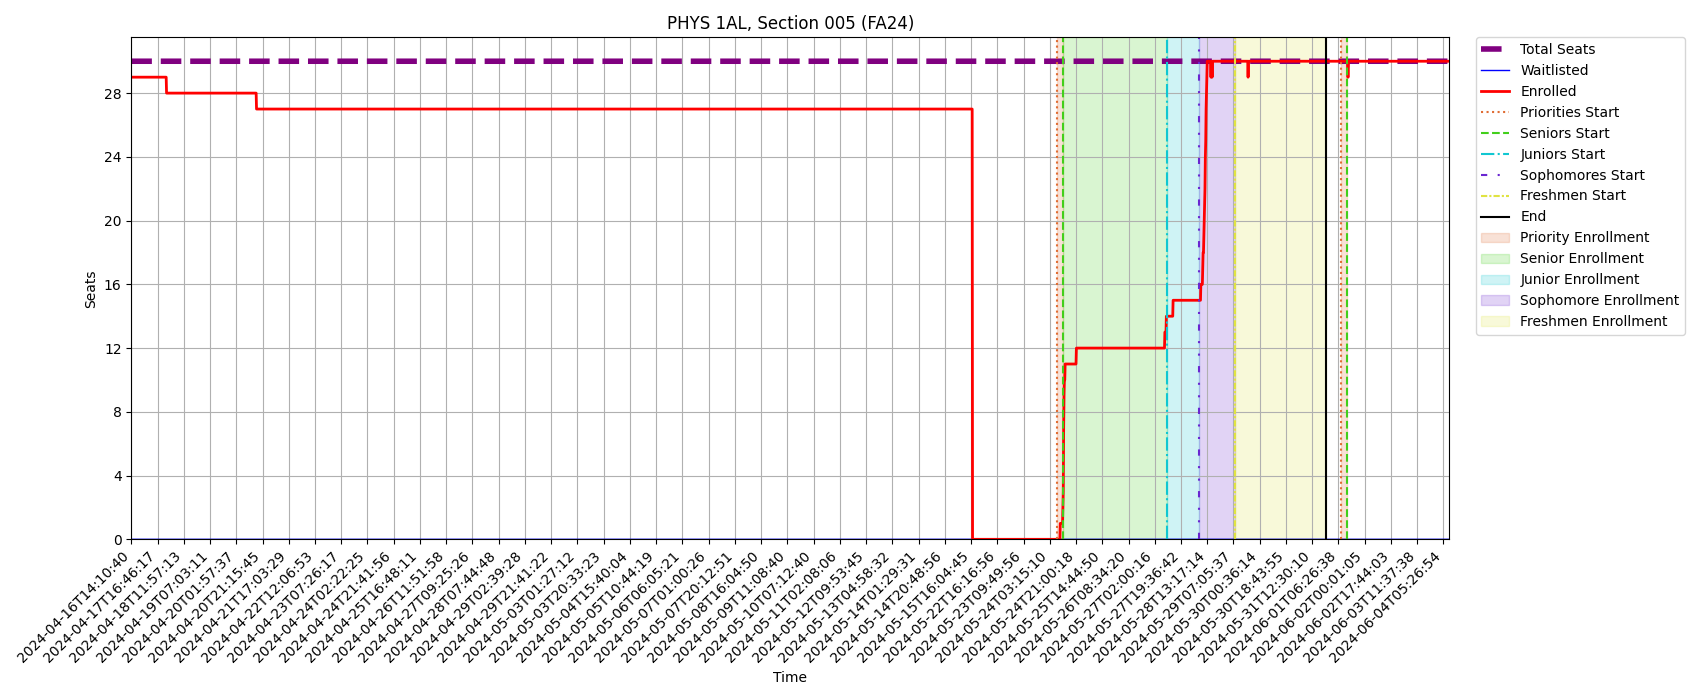 PHYS 1AL, Section 005 (FA24)
Seats
28
24
20
16
12
8
4
0
2024-04-16T14:10:40
2024-04-17T16:46:17
2024-04-18T11:57:13
2024-04-19T07:03:11
2024-04-20T01:57:37
2024-04-20T21:15:45
2024-04-21T17:03:29
2024-04-22T12:06:53
2024-04-23T07:26:17
2024-04-24T02:22:25
2024-04-24T21:41:56
2024-04-25T16:48:11
2024-04-26T11:51:58
2024-04-27T09:25:26
2024-04-28T07:44:48
2024-04-29T02:39:28
2024-04-29T21:41:22
2024-05-03T01:27:12
2024-05-03T20:33:23
2024-05-04T15:40:04
2024-05-05T10:44:19
2024-05-06T06:05:21
2024-05-07T01:00:26
2024-05-07T20:12:51
2024-05-08T16:04:50
2024-05-09T11:08:40
2024-05-10T07:12:40
2024-05-11T02:08:06
2024-05-12T09:53:45
2024-05-13T04:58:32
2024-05-14T01:29:31
2024-05-14T20:48:56
2024-05-15T16:04:45
2024-05-22T16:16:56
2024-05-23T09:49:56
2024-05-24T03:15:10
2024-05-24T21:00:18
2024-05-25T14:44:50
2024-05-26T08:34:20
2024-05-27T02:00:16
2024-05-27T19:36:42
2024-05-28T13:17:14
2024-05-29T07:05:37
2024-05-30T00:36:14
2024-05-30T18:43:55
2024-05-31T12:30:10
2024-06-01T06:26:38
2024-06-02T00:01:05
2024-06-02T17:44:03
2024-06-03T11:37:38
2024-06-04T05:26:54
Time
Total Seats
Waitlisted
Enrolled
Priorities Start
Seniors Start
Juniors Start
Sophomores Start
Freshmen Start
End
Priority Enrollment
Senior Enrollment
Junior Enrollment
Sophomore Enrollment
Freshmen Enrollment